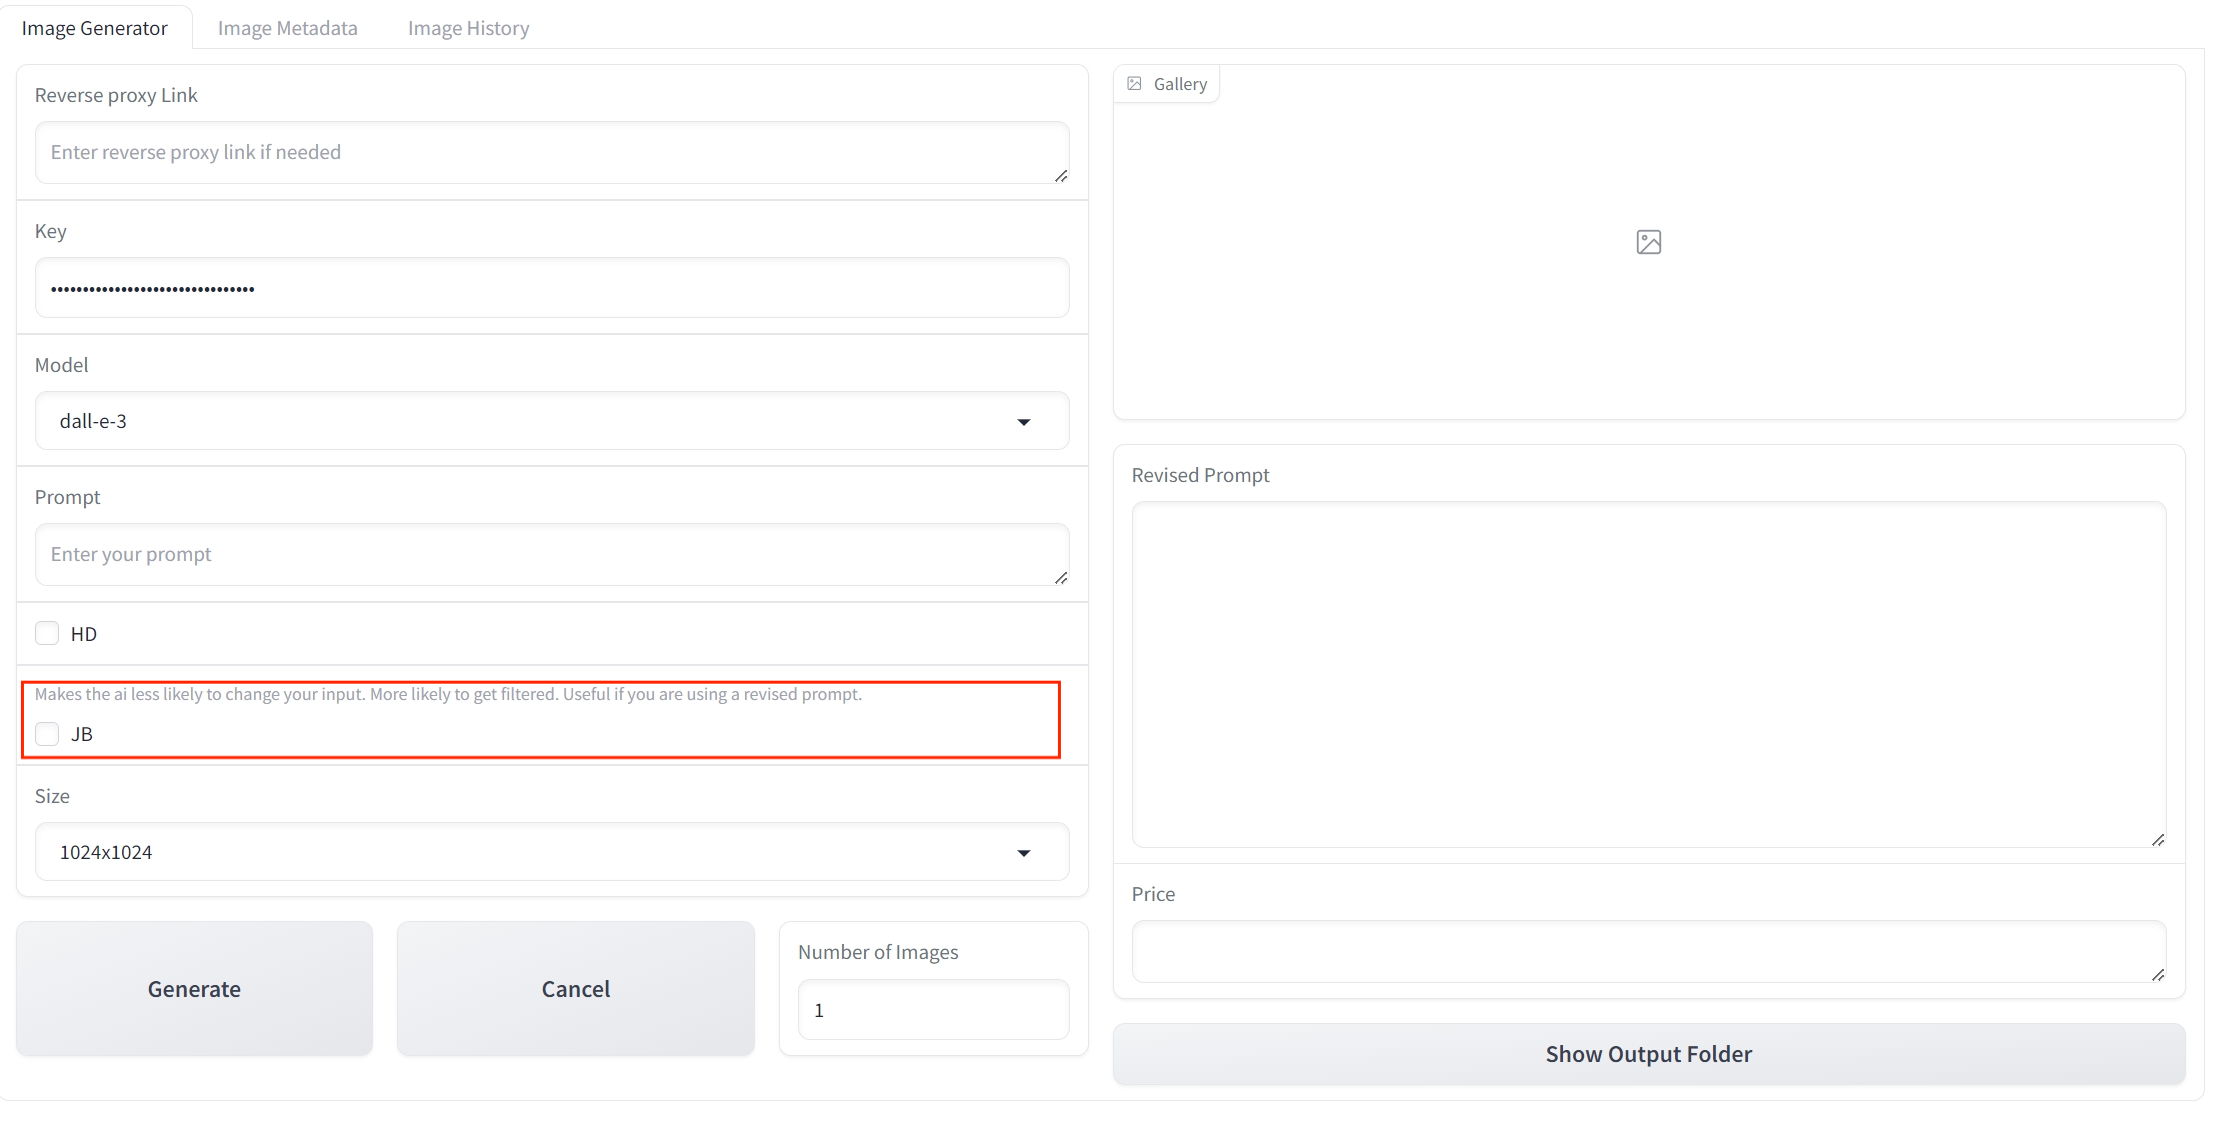 Image Generator
Image Metadata
Image History
Reverse proxy Link
Enter reverse proxy link if needed
Key
••••••••••••••••••••••••••••••••
Model
dall-e-3
Prompt
Enter your prompt
HD
Makes the ai less likely to change your input. More likely to get filtered. Useful if you are using a revised prompt.
JB
Size
1024x1024
Generate
Cancel
Number of Images
1
Gallery
Revised Prompt
Price
Show Output Folder